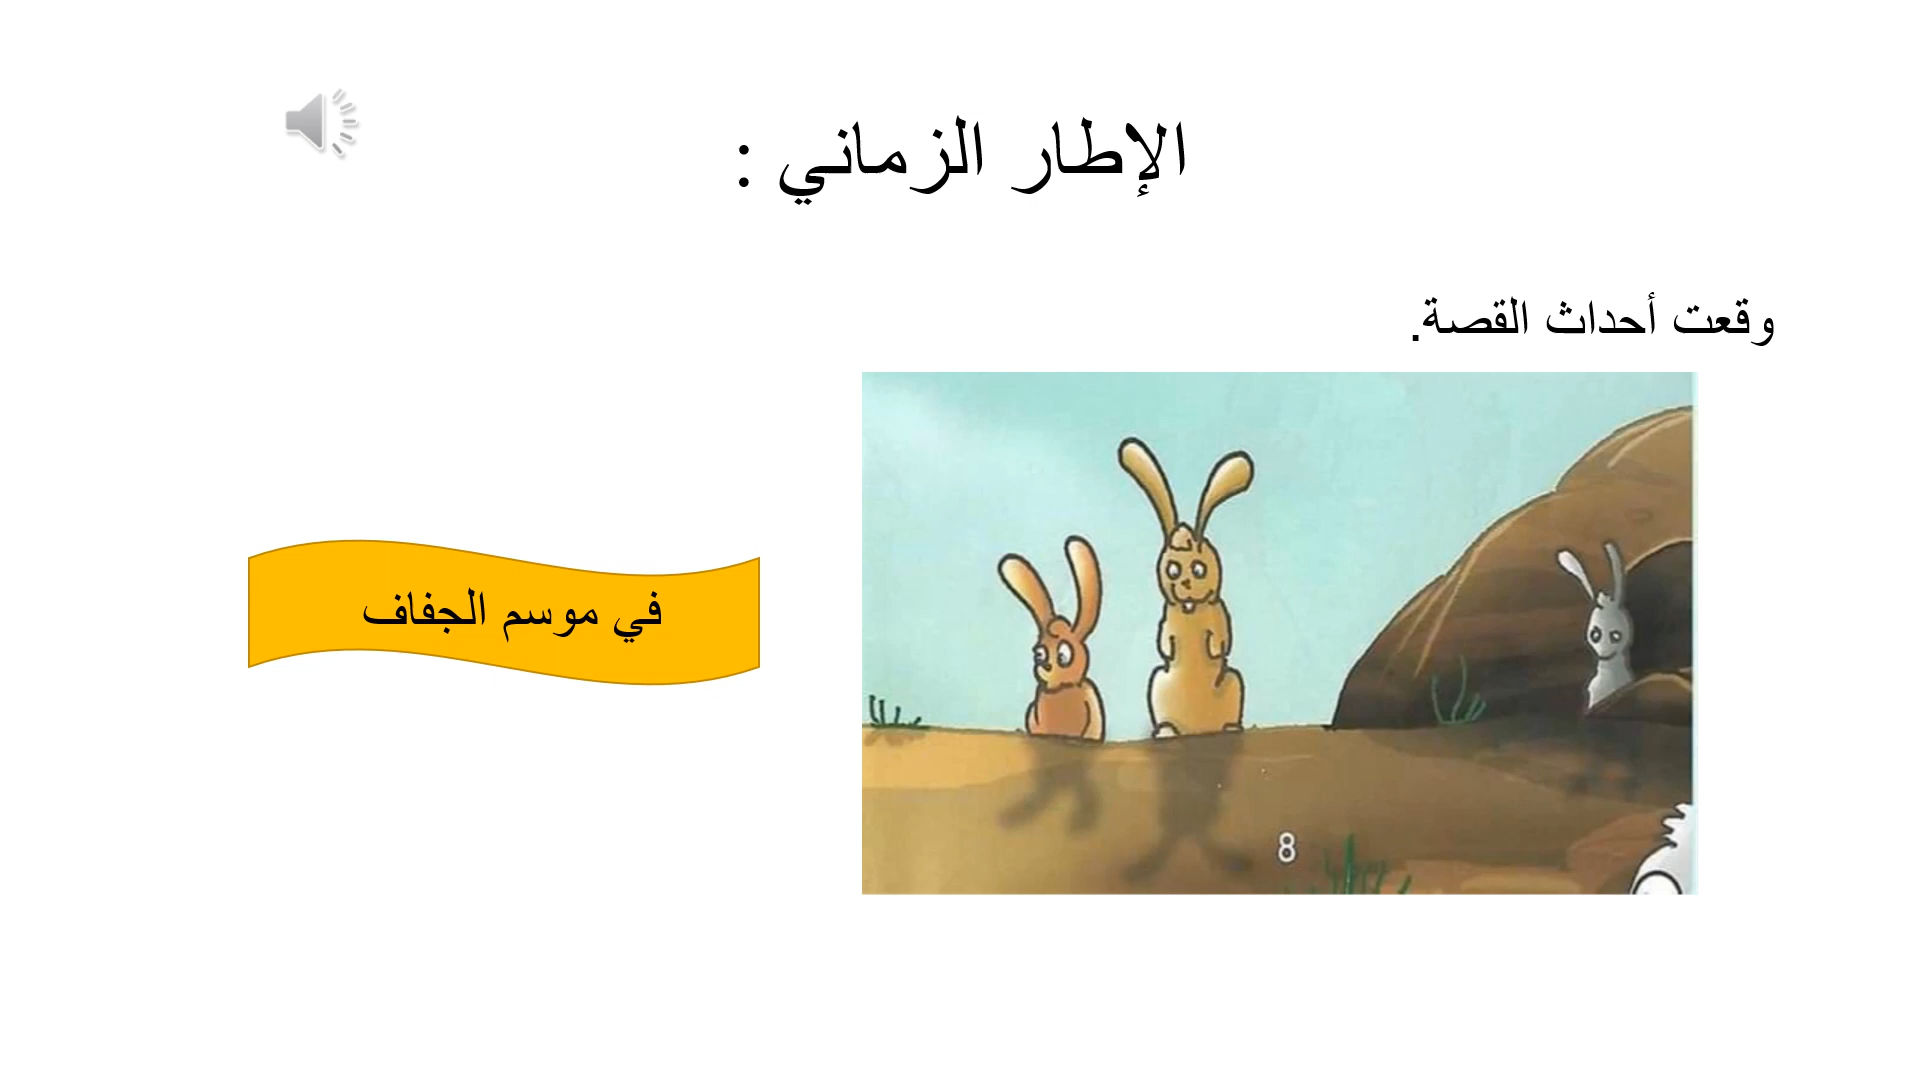 الإطار الزماني :
وقعت أحداث القصة.
في موسم الجفاف
8